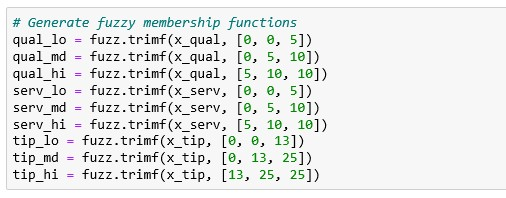 # Generate fuzzy membership functions
qual_lo = fuzz.trimf(x_qual, [0, 0, 5])
qual_md = fuzz.trimf(x_qual, [0, 5, 10])
qual_hi = fuzz.trimf(x_qual, [5, 10, 10])
serv_lo = fuzz.trimf(x_serv, [0, 0, 5])
serv_md = fuzz.trimf(x_serv, [0, 5, 10])
serv_hi = fuzz.trimf(x_serv, [5, 10, 10])
tip_lo = fuzz.trimf(x_tip, [0, 0, 13])
tip_md = fuzz.trimf(x_tip, [0, 13, 25])
tip_hi = fuzz.trimf(x_tip, [13, 25, 25])